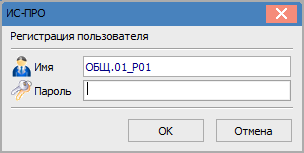 ИС-ПРО
Регистрация пользователя
Имя
ОБЩ.01_Р01
Пароль
OK
Отмена